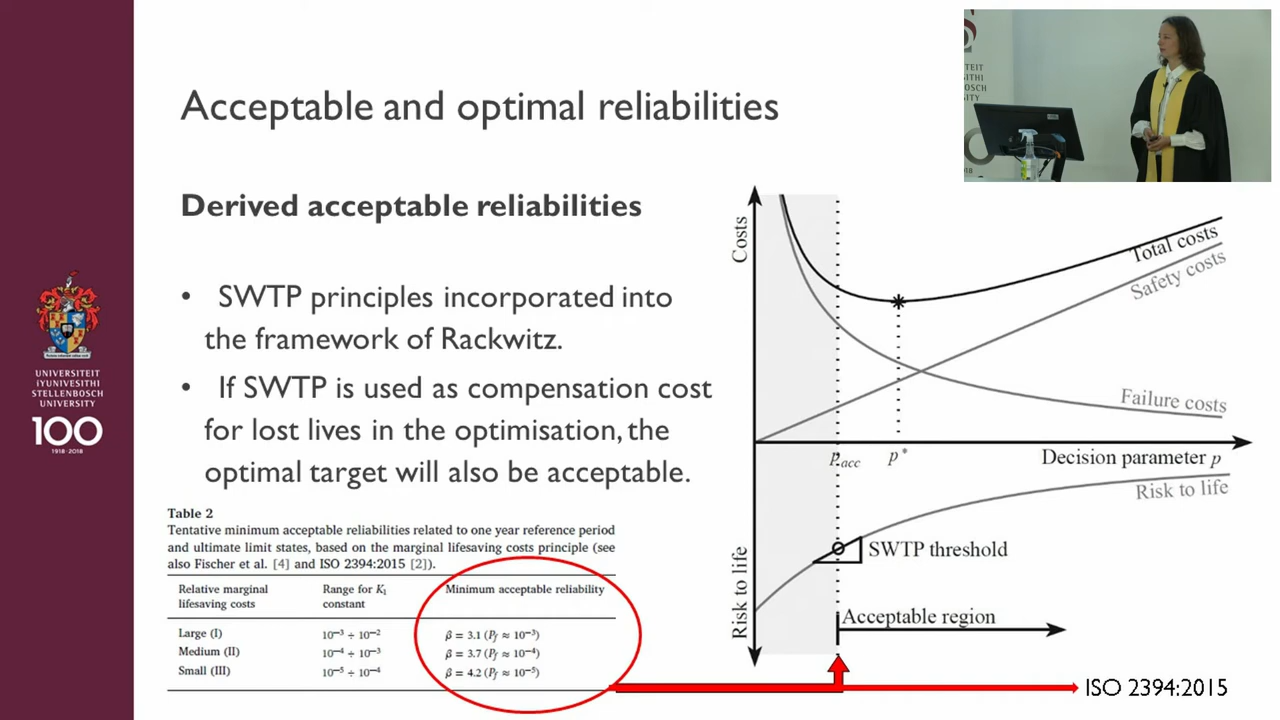 Acceptable and optimal reliabilities
Derived acceptable reliabilities
• SWTP principles incorporated into
the framework of Rackwitz.
• If SWTP is used as compensation cost
for lost lives in the optimisation, the
optimal target will also be acceptable.
Table 2
Tentative minimum acceptable reliabilities related to one year reference period
and ultimate limit states, based on the marginal lifesaving costs principle (see
also Fischer et al. [4] and ISO 2394:2015 [2]).
Relative marginal lifesaving costs Range for K₁ constant Minimum acceptable reliability
Large (I) 10⁻³ ÷ 10⁻² β = 3.1 (Pf ≈ 10⁻³)
Medium (II) 10⁻⁴ ÷ 10⁻³ β = 3.7 (Pf ≈ 10⁻⁴)
Small (III) 10⁻⁵ ÷ 10⁻⁴ β = 4.2 (Pf ≈ 10⁻⁵)
Costs
Total costs
Safety costs
Failure costs
pacc p*
Decision parameter p
Risk to life
SWTP threshold
Risk to life
Acceptable region
ISO 2394:2015
UNIVERSITEIT
iYUNIVESITHI
STELLENBOSCH
UNIVERSITY
100
1918·2018